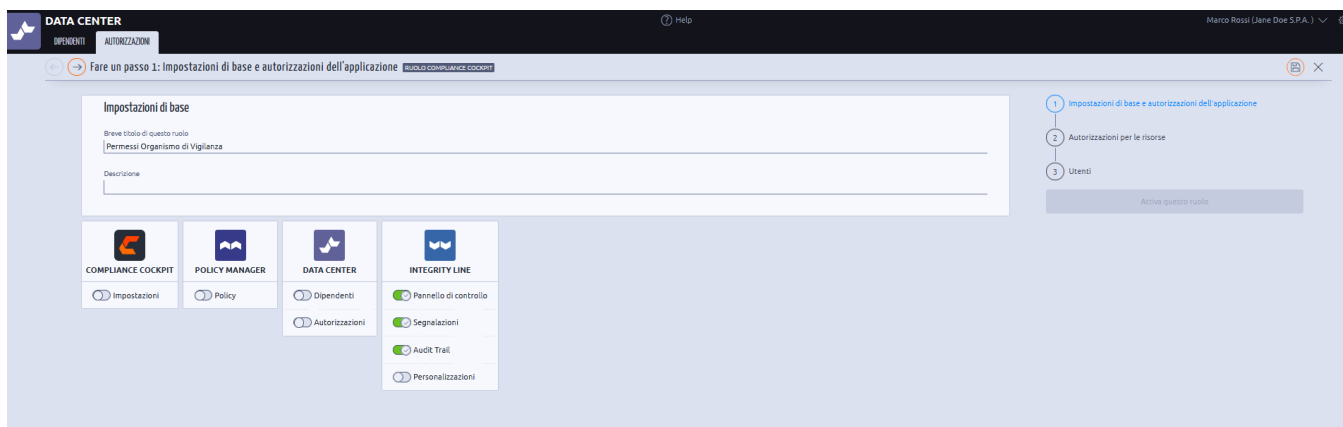 DATA CENTER
Help
Marco Rossi (Jane Doe S.P.A.)
DIPENDENTI
AUTORIZZAZIONI
Fare un passo 1: Impostazioni di base e autorizzazioni dell'applicazione RUOLO COMPLIANCE COCKPIT
Impostazioni di base
Breve titolo di questo ruolo
Permessi Organismo di Vigilanza
Descrizione
1 Impostazioni di base e autorizzazioni dell'applicazione
2 Autorizzazioni per le risorse
3 Utenti
Activa questo ruolo
COMPLIANCE COCKPIT
Impostazioni
POLICY MANAGER
Policy
DATA CENTER
Dipendenti
Autorizzazioni
INTEGRITY LINE
Pannello di controllo
Segnalazioni
Audit Trail
Personalizzazioni